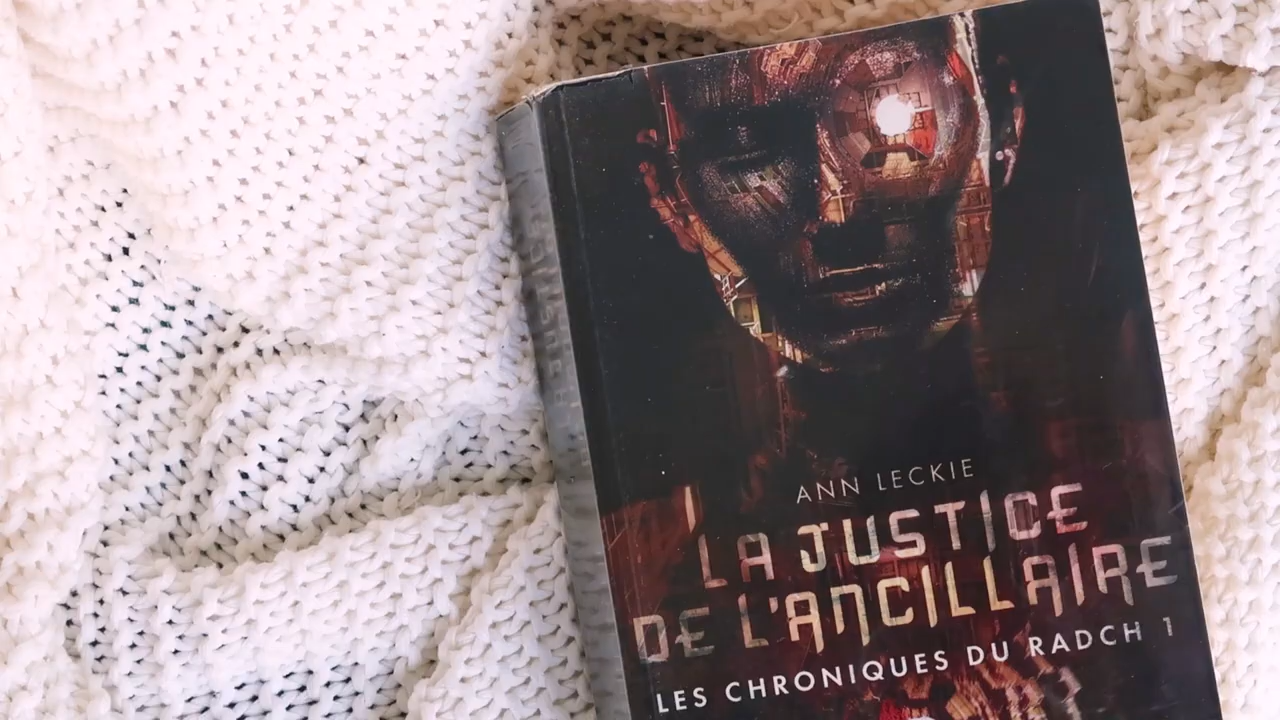 ANN LECKIE
LA JUSTICE
DE L'ANCILLAIRE
LES CHRONIQUES DU RADCH 1